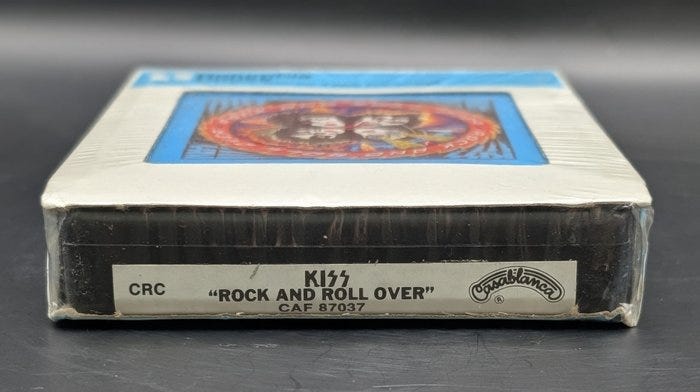 CRC
KISS
"ROCK AND ROLL OVER"
CAF 87037
Casablanca
®